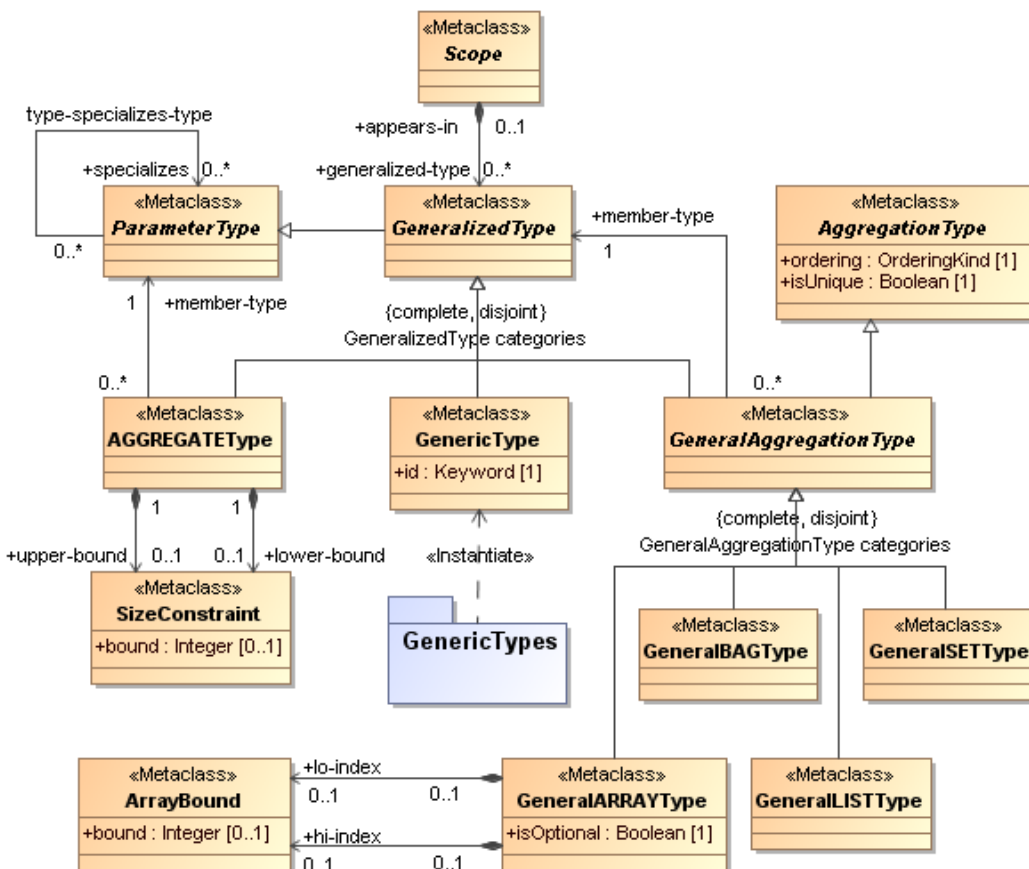 «Metaclass»
Scope
type-specializes-type
+appears-in
0..1
+specializes
0..*
+generalized-type
0..*
«Metaclass»
ParameterType
«Metaclass»
GeneralizedType
+member-type
1
«Metaclass»
AggregationType
+ordering : OrderingKind [1]
+isUnique : Boolean [1]
0..*
1
+member-type
{complete, disjoint}
GeneralizedType categories
0..*
0..*
«Metaclass»
AGGREGATEType
«Metaclass»
GenericType
+id : Keyword [1]
«Metaclass»
GeneralAggregationType
1
1
{complete, disjoint}
GeneralAggregationType categories
+upper-bound
0..1
0..1
+lower-bound
«Instantiate»
«Metaclass»
SizeConstraint
+bound : Integer [0..1]
GenericTypes
«Metaclass»
GeneralBAGType
«Metaclass»
GeneralSETType
«Metaclass»
ArrayBound
+bound : Integer [0..1]
+lo-index
0..1
0..1
+hi-index
0..1
0..1
«Metaclass»
GeneralARRAYType
+isOptional : Boolean [1]
«Metaclass»
GeneralLISTType